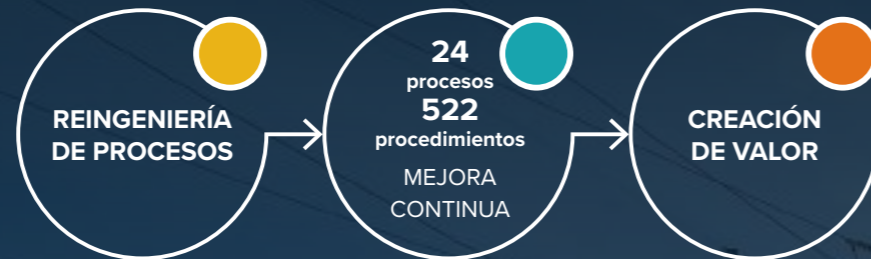 REINGENIERÍA
DE PROCESOS
24
procesos
522
procedimientos
MEJORA
CONTINUA
CREACIÓN
DE VALOR